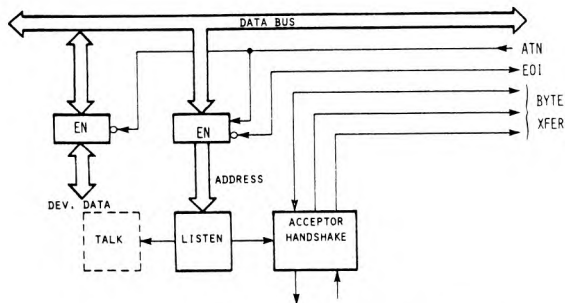 DATA BUS
ATN
EOI
BYTE
XFER
EN
EN
ADDRESS
DEV. DATA
TALK
LISTEN
ACCEPTOR
HANDSHAKE